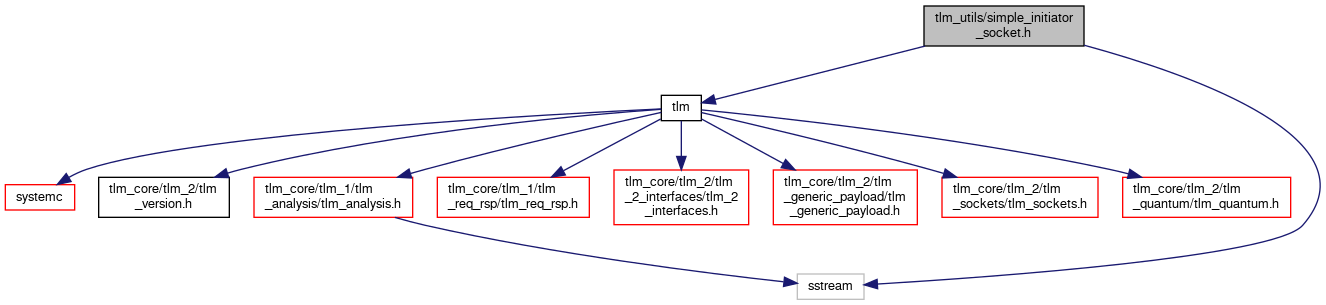 tlm_utils/simple_initiator
_socket.h
tlm
systemc
tlm_core/tlm_2/tlm
_version.h
tlm_core/tlm_1/tlm
_analysis/tlm_analysis.h
tlm_core/tlm_1/tlm
_req_rsp/tlm_req_rsp.h
tlm_core/tlm_2/tlm
_2_interfaces/tlm_2
_interfaces.h
tlm_core/tlm_2/tlm
_generic_payload/tlm
_generic_payload.h
tlm_core/tlm_2/tlm
_sockets/tlm_sockets.h
tlm_core/tlm_2/tlm
_quantum/tlm_quantum.h
sstream